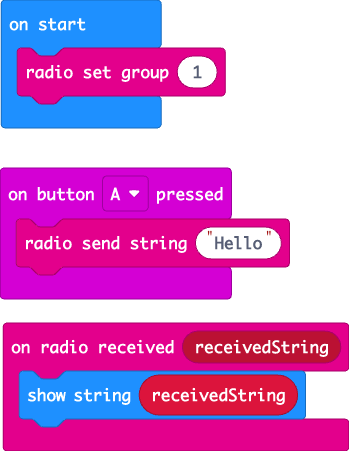 on start
radio set group 1
on button A pressed
radio send string "Hello"
on radio received receivedString
show string receivedString